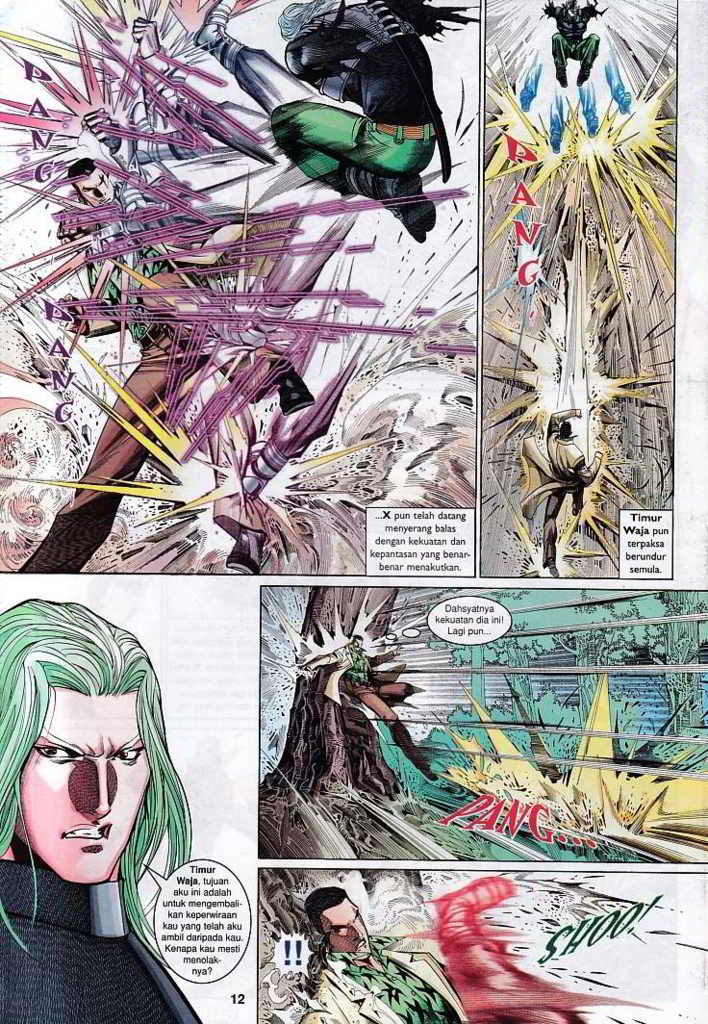 PANG
PANG
...X pun telah datang
menyerang balas
dengan kekuatan dan
kepantasan yang benar-
benar menakutkan.
PANG
Timur
Waja pun
terpaksa
berundur
semula.
Dahsyatnya
kekuatan dia ini!
Lagi pun...
PANG...
Timur
Waja, tujuan
aku ini adalah
untuk mengembali-
kan keperwiraan
kau yang telah aku
ambil daripada kau.
Kenapa kau mesti
menolak-
nya?
!!
SHOO!
12